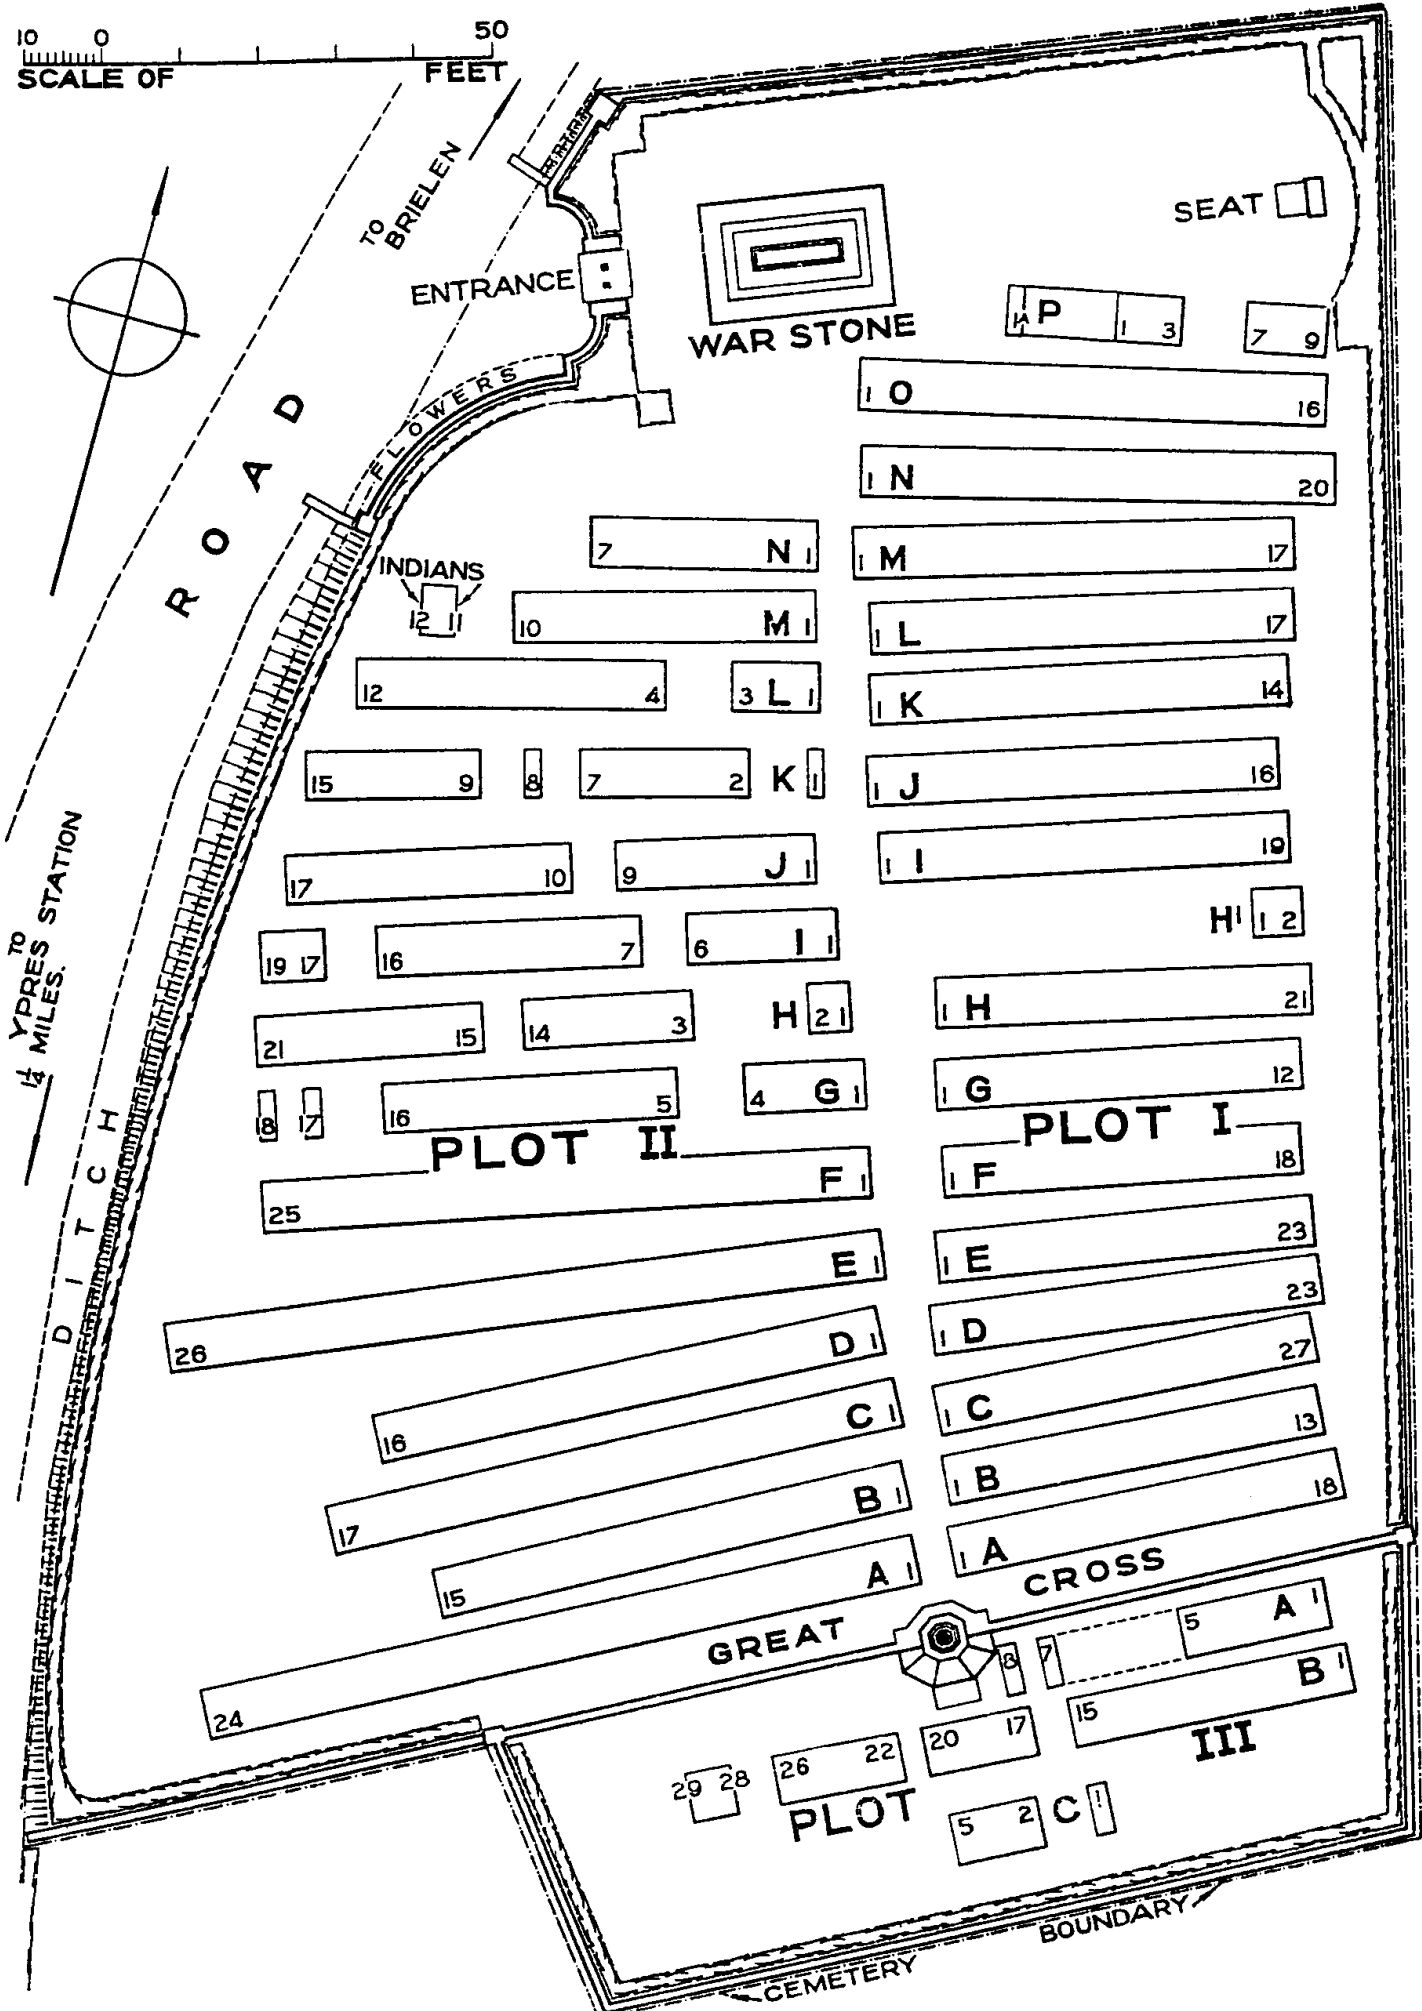 10 0 50
SCALE OF FEET
TO BRIELEN
SEAT
ENTRANCE
WAR STONE
1A P 1 3 7 9
1 O 16
FLOWERS
1 N 20
ROAD
7 N 1
1 M 17
INDIANS
12 11
10 M 1
1 L 17
12 4 3 L 1
1 K 14
15 9 8 7 2 K 1
1 J 16
17 10 9 J 1
1 I 19
TO
YPRES STATION
1¼ MILES.
19 17 16 7 6 I 1
H1 1 2
21 15 14 3 H 2 1
1 H 21
18 17 16 5 4 G 1
1 G 12
PLOT II
PLOT I
DITCH
25 F 1
1 F 18
26 E 1
1 E 23
16 D 1
1 D 23
17 C 1
1 C 27
15 B 1
1 B 13
24 A 1
1 A 18
GREAT CROSS
8 7 5 A 1
29 28 26 22 20 17 15 B 1
PLOT III
5 2 C 1
CEMETERY BOUNDARY